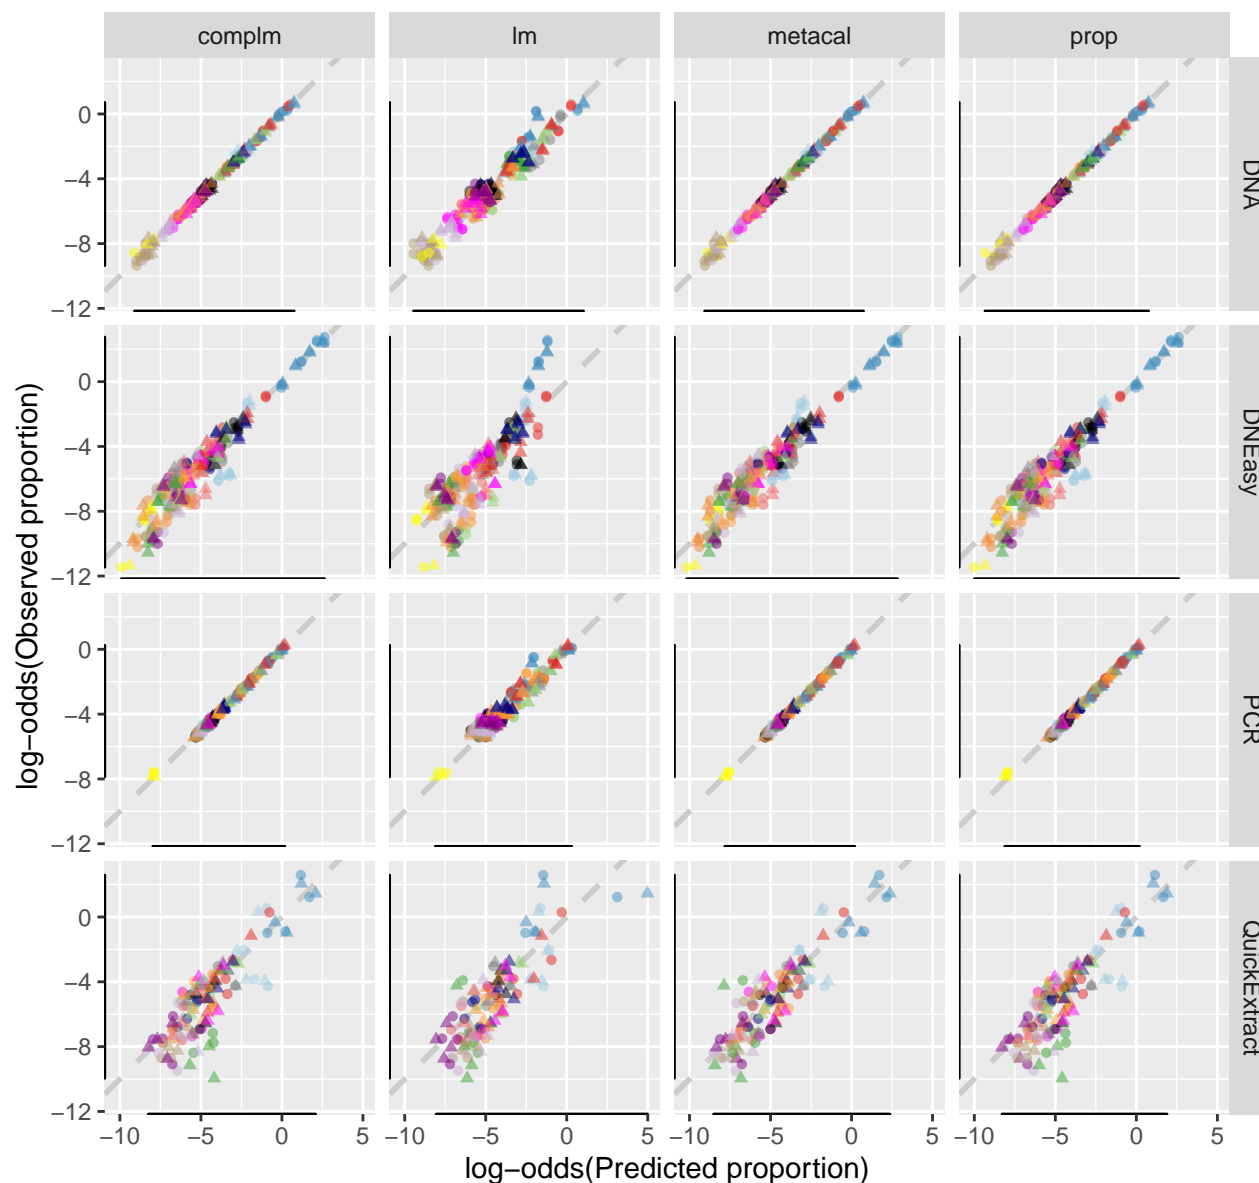 complm lm metacal prop
0
−4
−8
−12
DNA
0
−4
−8
−12
DNEasy
0
−4
−8
−12
PCR
0
−4
−8
−12
QuickExtract
−10 −5 0 5 −10 −5 0 5 −10 −5 0 5 −10 −5 0 5
log−odds(Predicted proportion)
log−odds(Observed proportion)